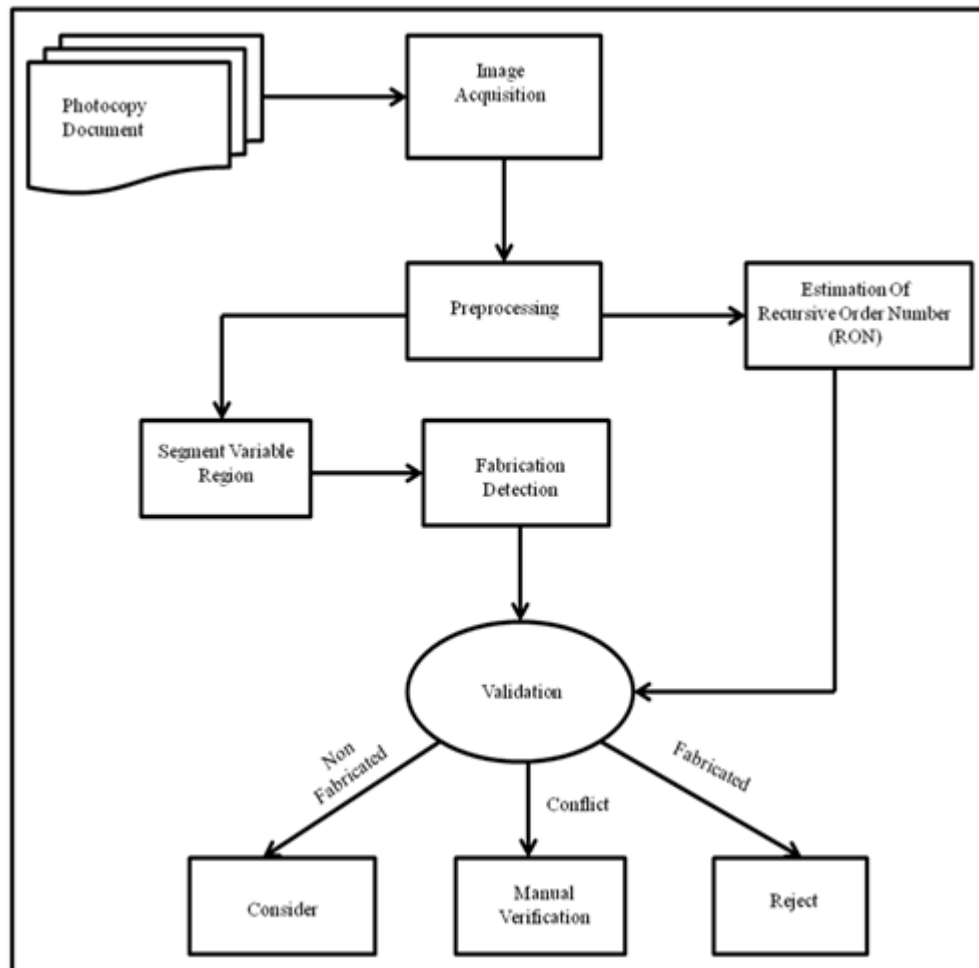 Photocopy
Document
Image
Acquisition
Preprocessing
Estimation Of
Recursive Order Number
(RON)
Segment Variable
Region
Fabrication
Detection
Validation
Non
Fabricated
Conflict
Fabricated
Consider
Manual
Verification
Reject